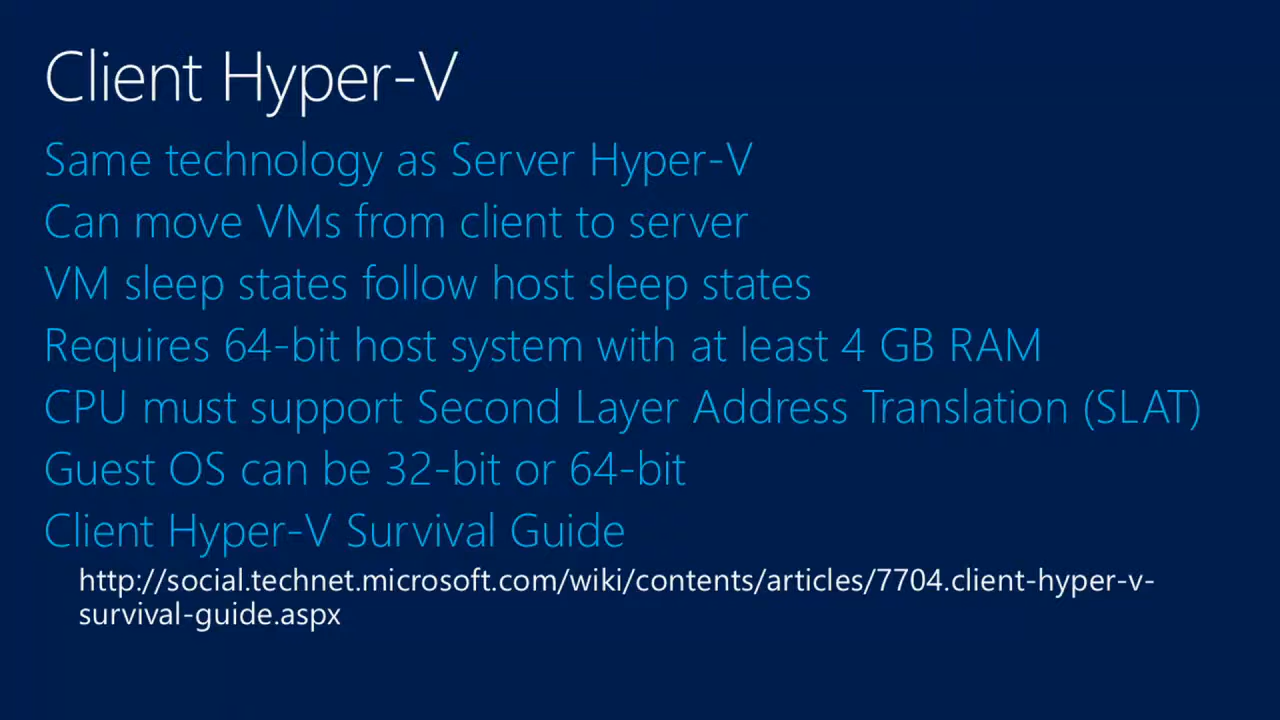 Client Hyper-V
Same technology as Server Hyper-V
Can move VMs from client to server
VM sleep states follow host sleep states
Requires 64-bit host system with at least 4 GB RAM
CPU must support Second Layer Address Translation (SLAT)
Guest OS can be 32-bit or 64-bit
Client Hyper-V Survival Guide
http://social.technet.microsoft.com/wiki/contents/articles/7704.client-hyper-v-
survival-guide.aspx